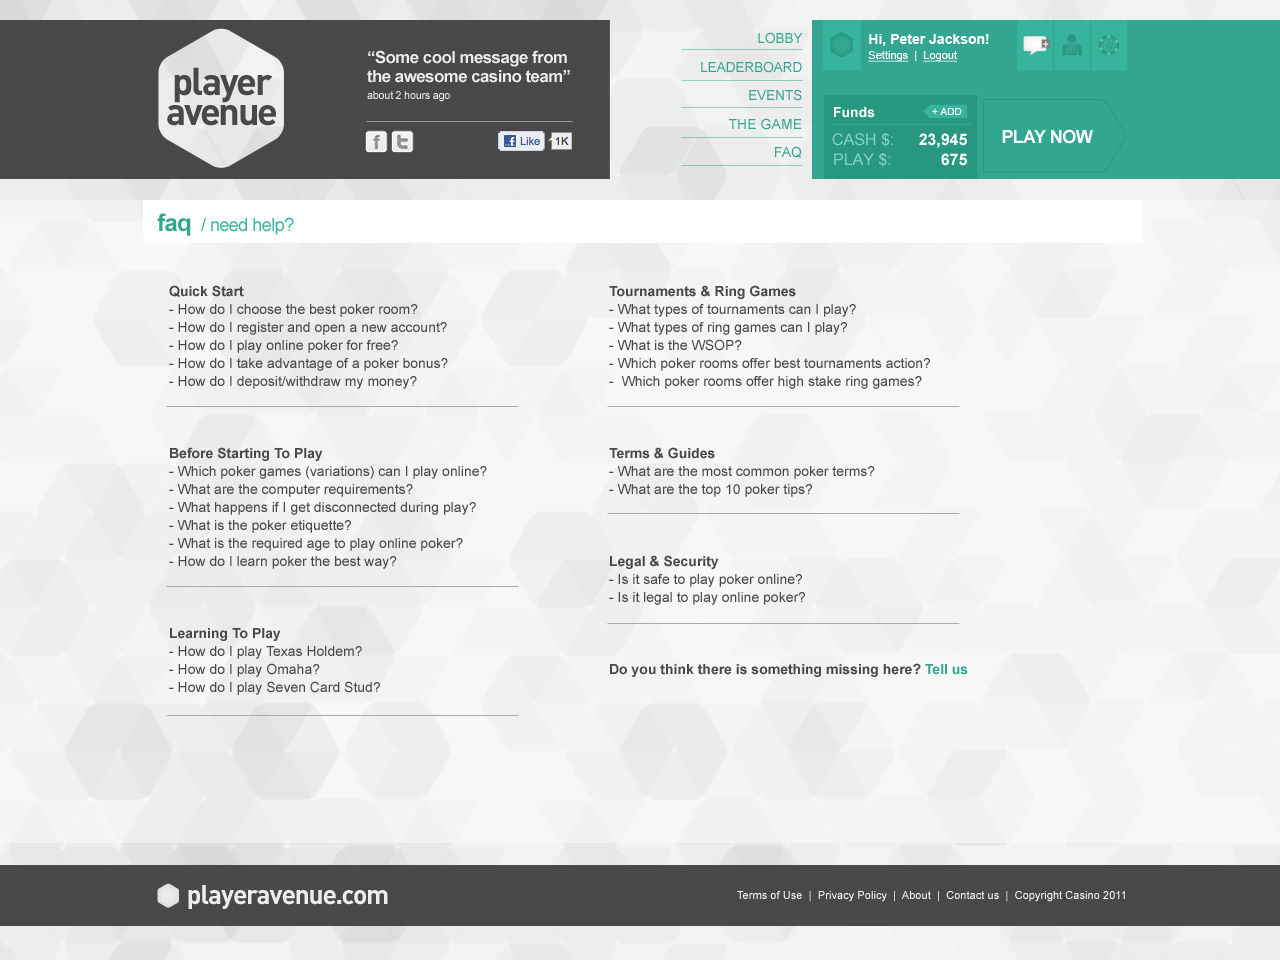 player
avenue
“Some cool message from
the awesome casino team”
about 2 hours ago
f
t
f Like
1K
LOBBY
LEADERBOARD
EVENTS
THE GAME
FAQ
Hi, Peter Jackson!
Settings | Logout
Funds
+ ADD
CASH $: 23,945
PLAY $: 675
PLAY NOW
faq / need help?
Quick Start
- How do I choose the best poker room?
- How do I register and open a new account?
- How do I play online poker for free?
- How do I take advantage of a poker bonus?
- How do I deposit/withdraw my money?
Before Starting To Play
- Which poker games (variations) can I play online?
- What are the computer requirements?
- What happens if I get disconnected during play?
- What is the poker etiquette?
- What is the required age to play online poker?
- How do I learn poker the best way?
Learning To Play
- How do I play Texas Holdem?
- How do I play Omaha?
- How do I play Seven Card Stud?
Tournaments & Ring Games
- What types of tournaments can I play?
- What types of ring games can I play?
- What is the WSOP?
- Which poker rooms offer best tournaments action?
-  Which poker rooms offer high stake ring games?
Terms & Guides
- What are the most common poker terms?
- What are the top 10 poker tips?
Legal & Security
- Is it safe to play poker online?
- Is it legal to play online poker?
Do you think there is something missing here? Tell us
playeravenue.com
Terms of Use | Privacy Policy | About | Contact us | Copyright Casino 2011